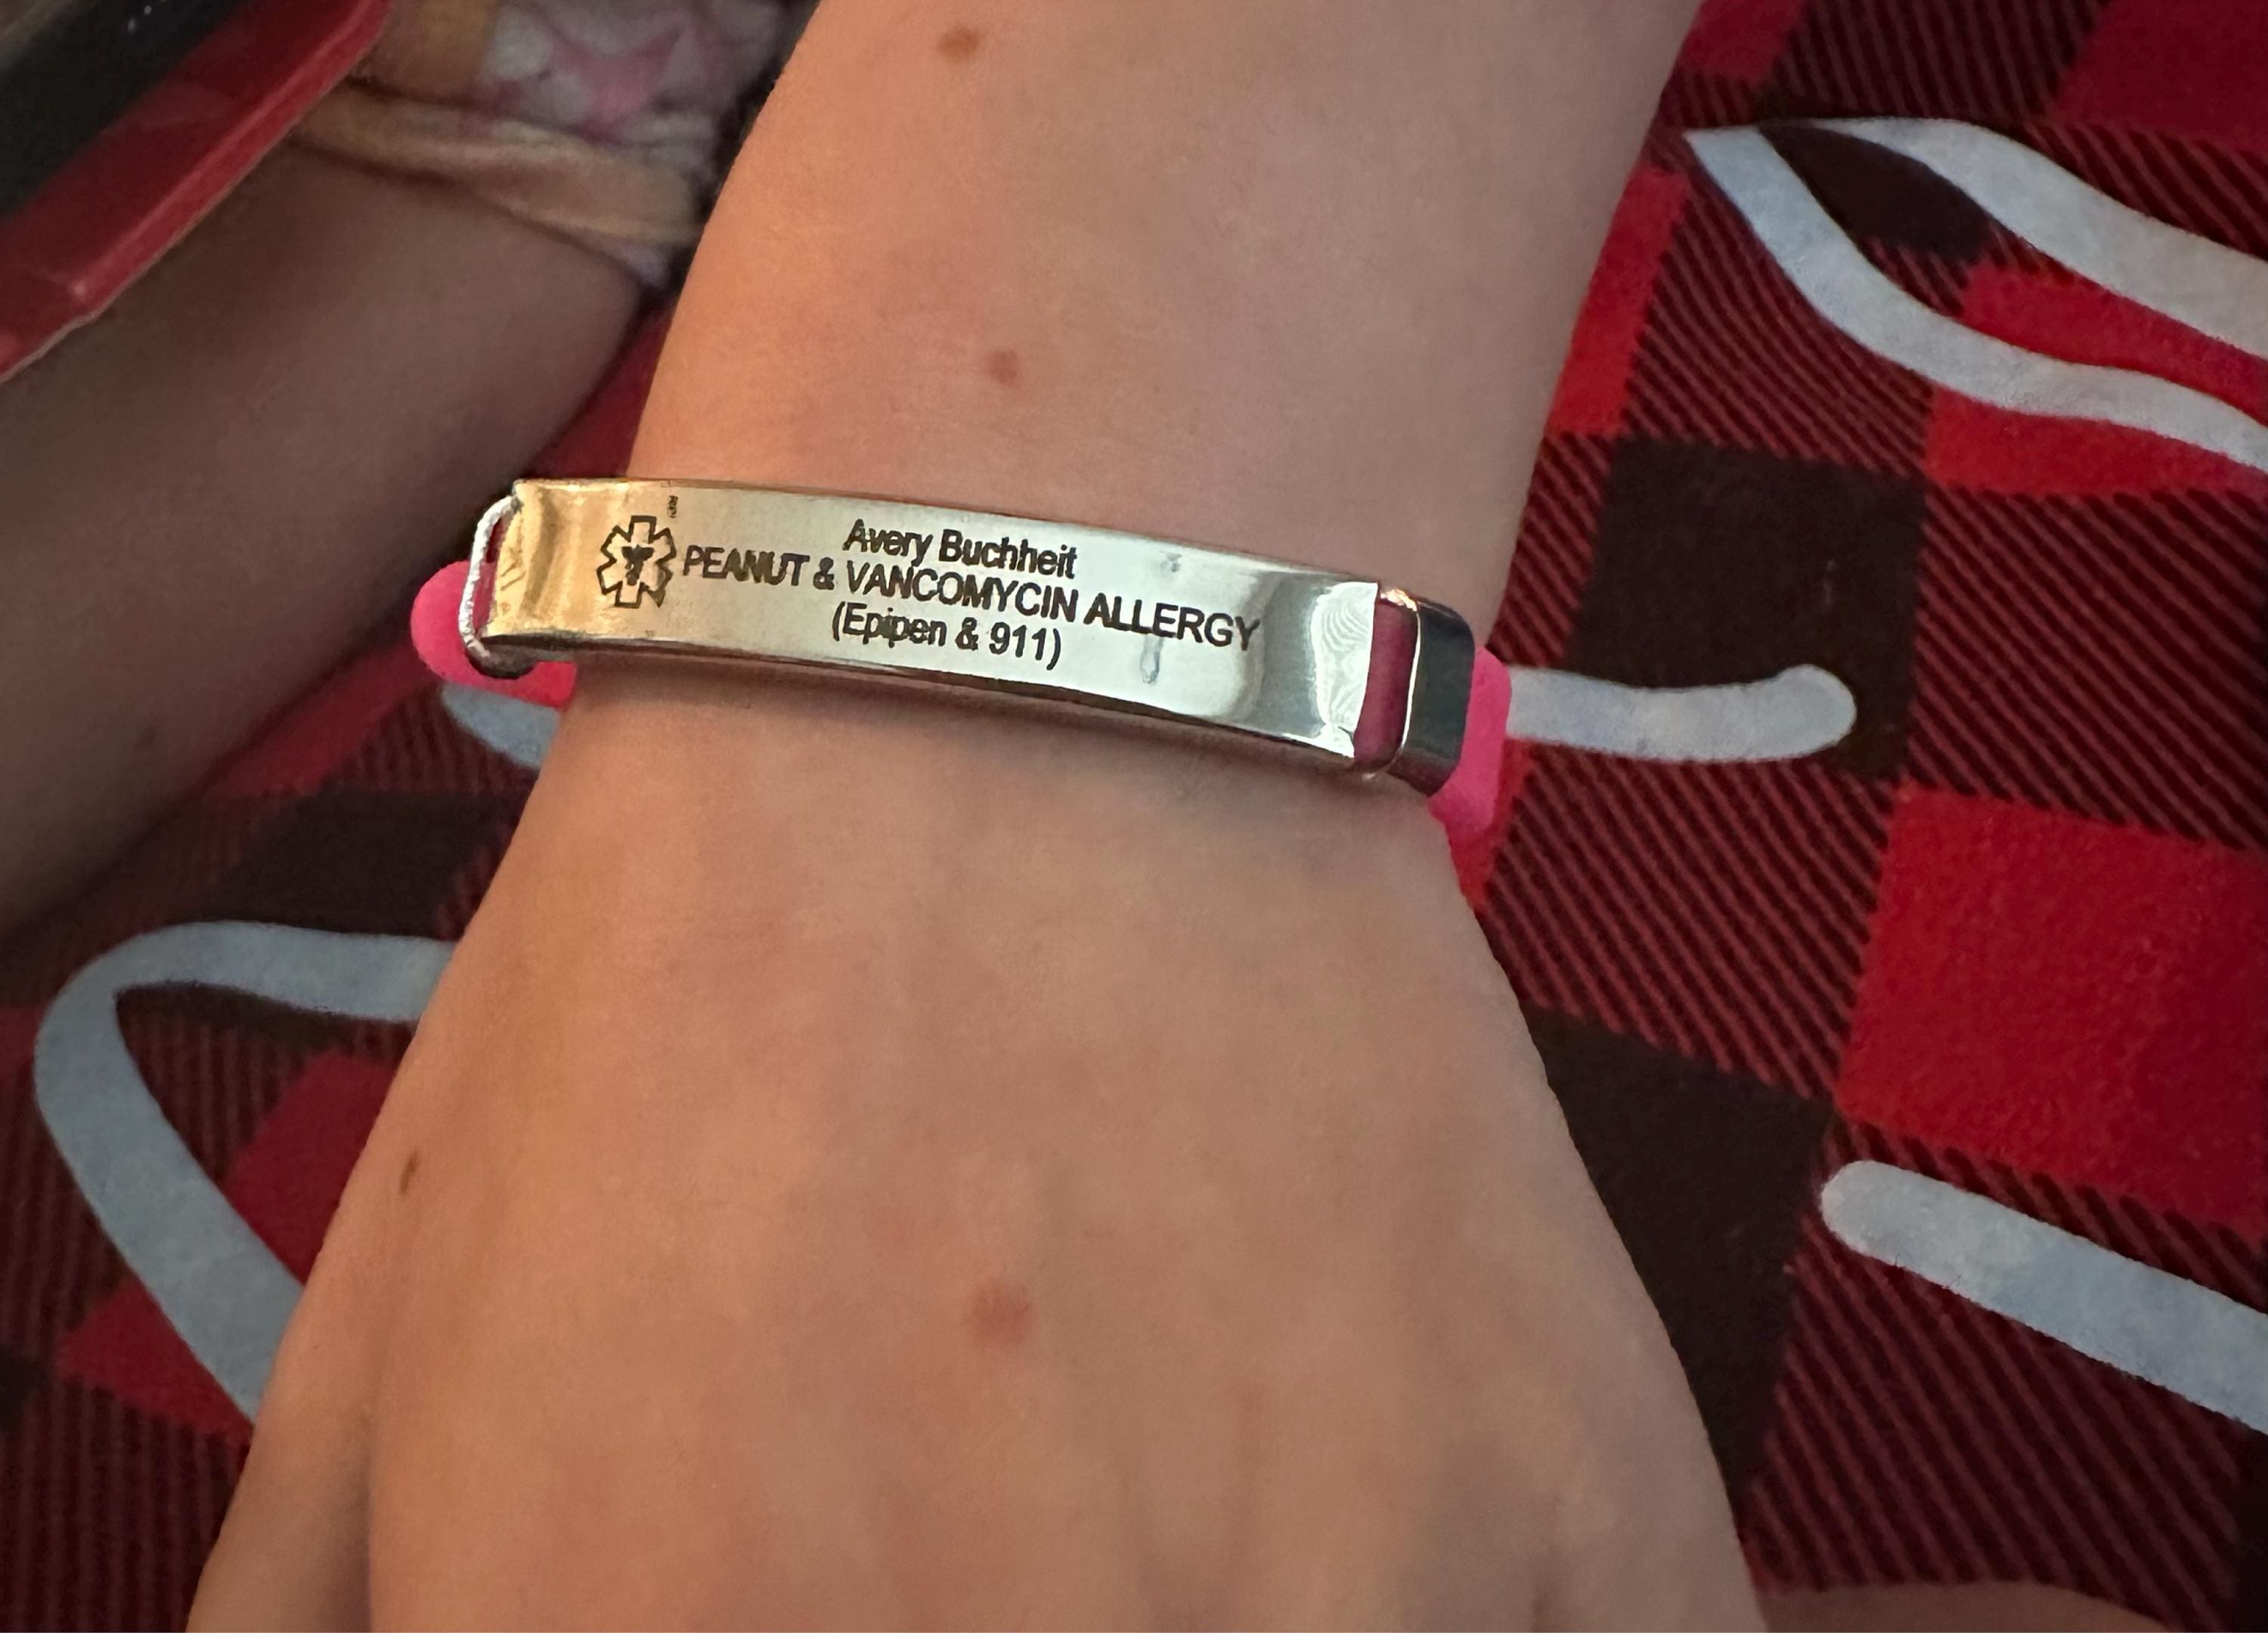 Avery Buchheit
PEANUT & VANCOMYCIN ALLERGY
(Epipen & 911)